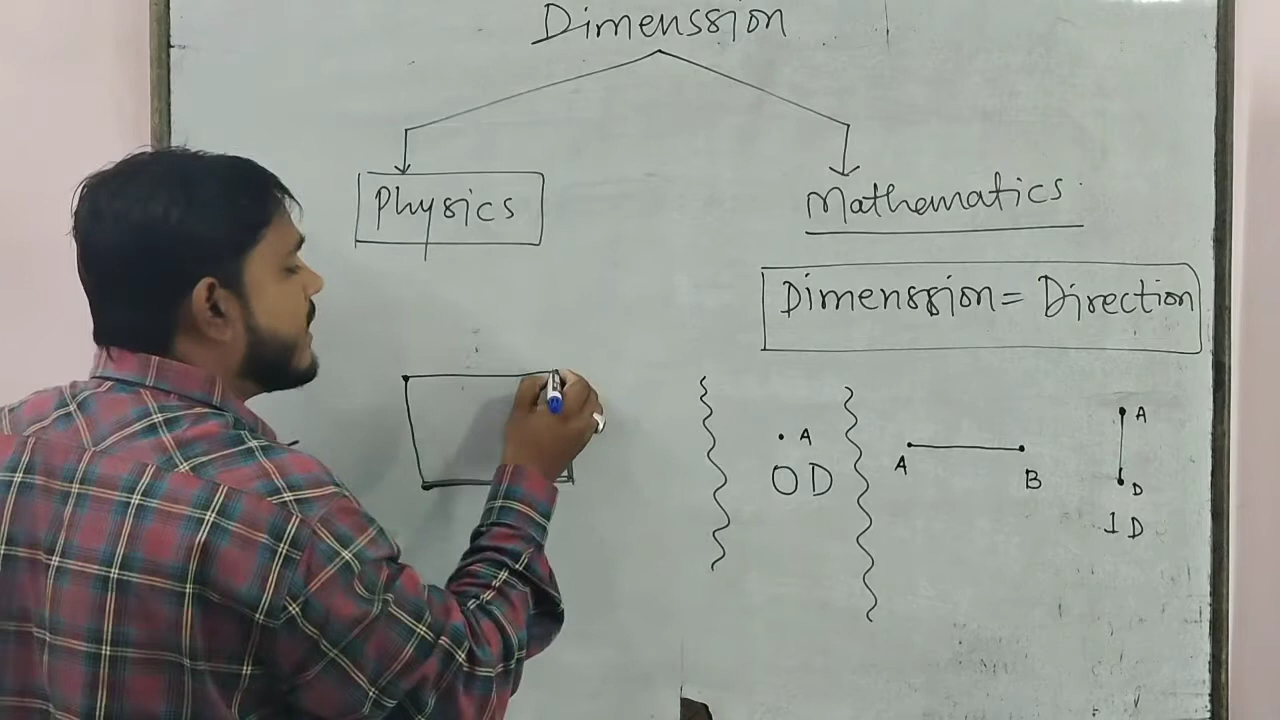 Dimenssion
Physics
Mathematics
Dimenssion = Direction
A
0D
A
B
A
D
1D